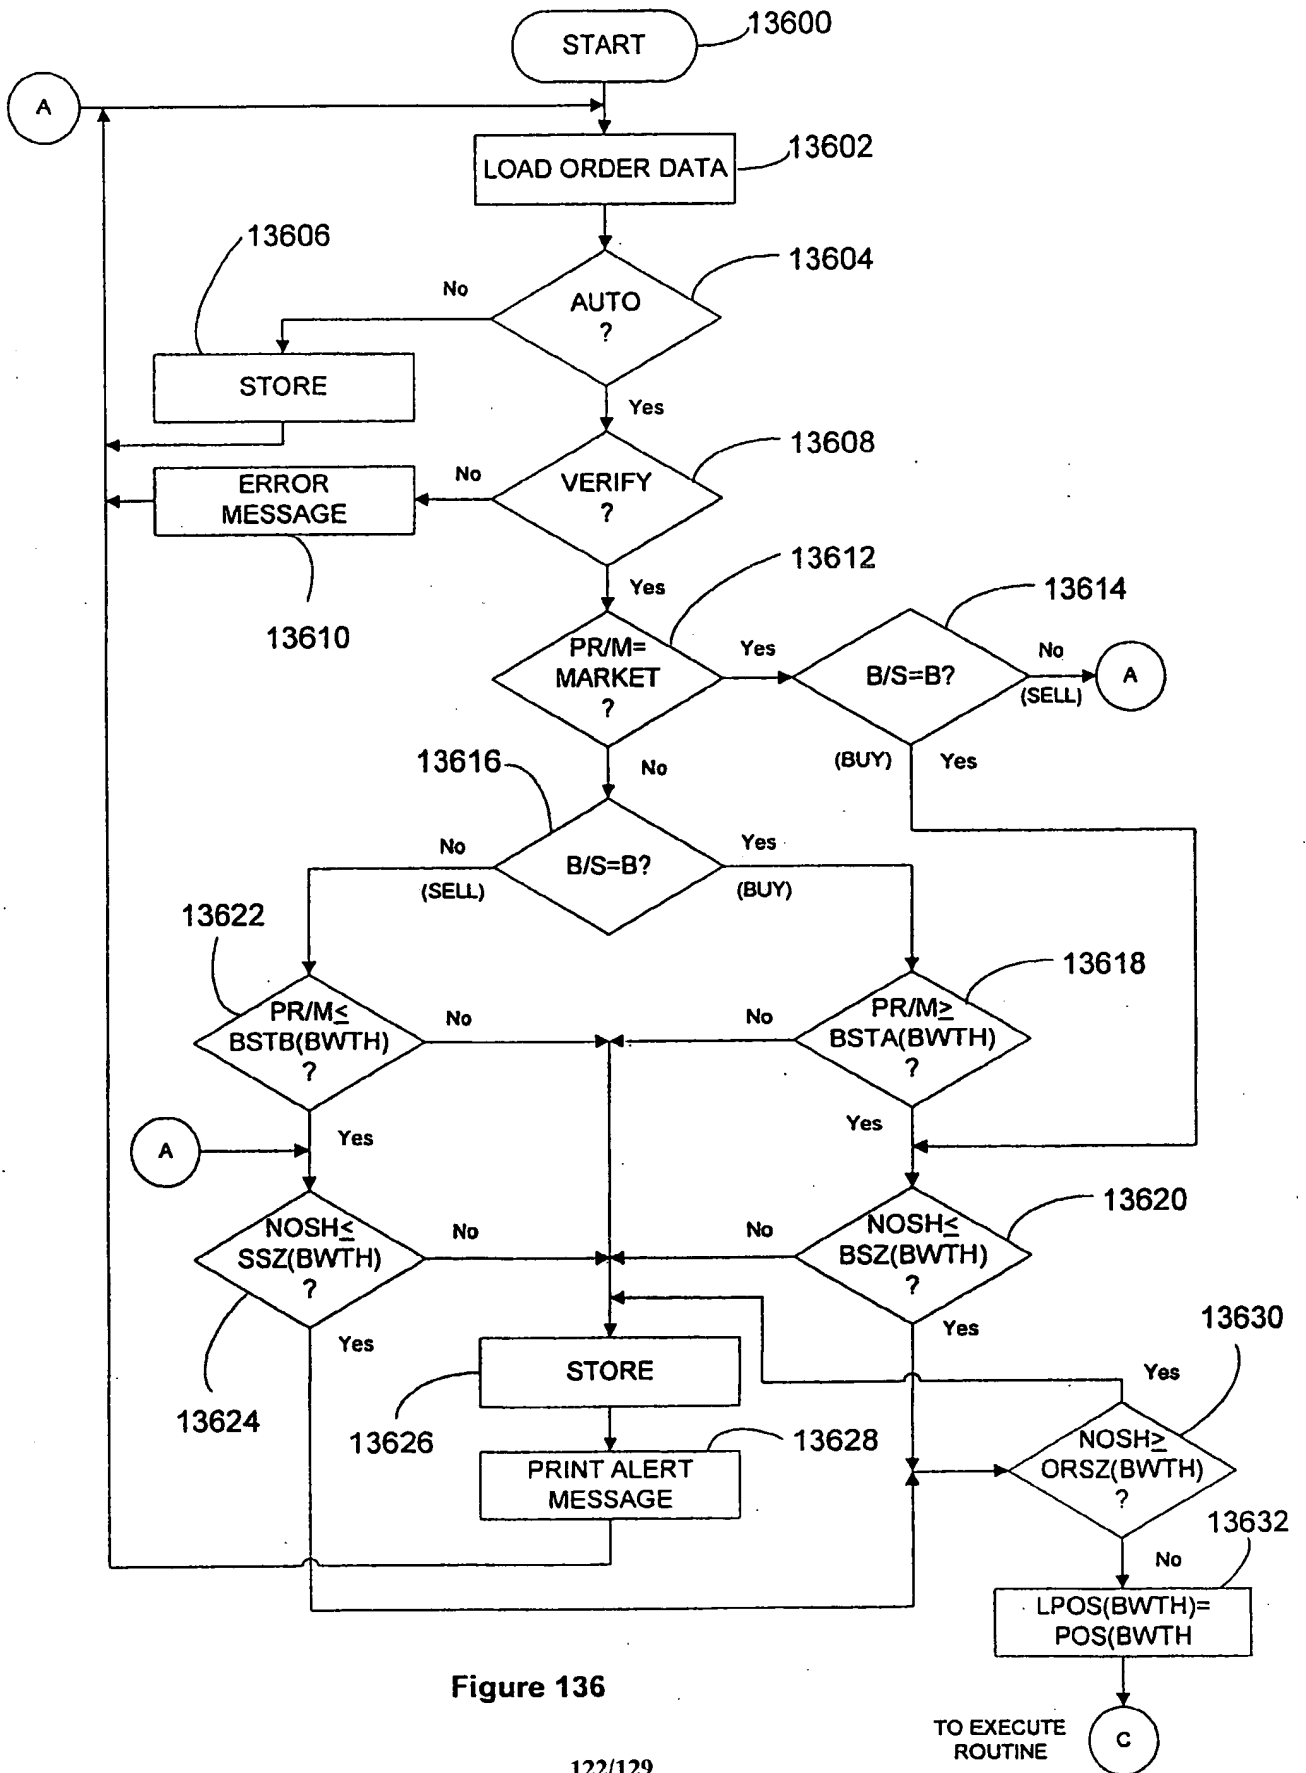 START
13600
A
LOAD ORDER DATA
13602
13606
13604
No
AUTO
?
STORE
Yes
13608
No
VERIFY
?
ERROR
MESSAGE
13612
Yes
13614
13610
PR/M=
MARKET
?
Yes
B/S=B?
No
(SELL)
A
13616
No
(BUY)
Yes
No
(SELL)
B/S=B?
Yes
(BUY)
13622
13618
PR/M≤
BSTB(BWTH)
?
No
No
PR/M≥
BSTA(BWTH)
?
Yes
Yes
A
13620
NOSH≤
SSZ(BWTH)
?
No
No
NOSH≤
BSZ(BWTH)
?
Yes
Yes
13630
STORE
Yes
13624
13626
13628
NOSH≥
ORSZ(BWTH)
?
PRINT ALERT
MESSAGE
13632
No
LPOS(BWTH)=
POS(BWTH
Figure 136
TO EXECUTE
ROUTINE
C
122/129